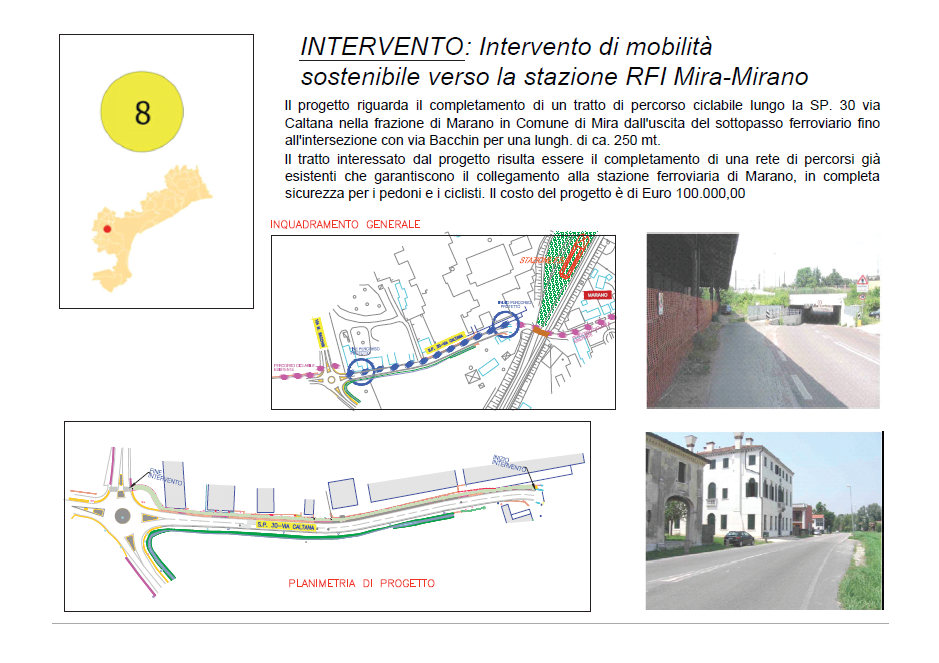 8
INTERVENTO: Intervento di mobilità
sostenibile verso la stazione RFI Mira-Mirano
Il progetto riguarda il completamento di un tratto di percorso ciclabile lungo la SP. 30 via
Caltana nella frazione di Marano in Comune di Mira dall'uscita del sottopasso ferroviario fino
all'intersezione con via Bacchin per una lungh. di ca. 250 mt.
Il tratto interessato dal progetto risulta essere il completamento di una rete di percorsi già
esistenti che garantiscono il collegamento alla stazione ferroviaria di Marano, in completa
sicurezza per i pedoni e i ciclisti. Il costo del progetto è di Euro 100.000,00
INQUADRAMENTO GENERALE
MARANO
S.P. 30-VIA CALTANA
FINE
INTERVENTO
INIZIO
INTERVENTO
S.P. 30-VIA CALTANA
PLANIMETRIA DI PROGETTO